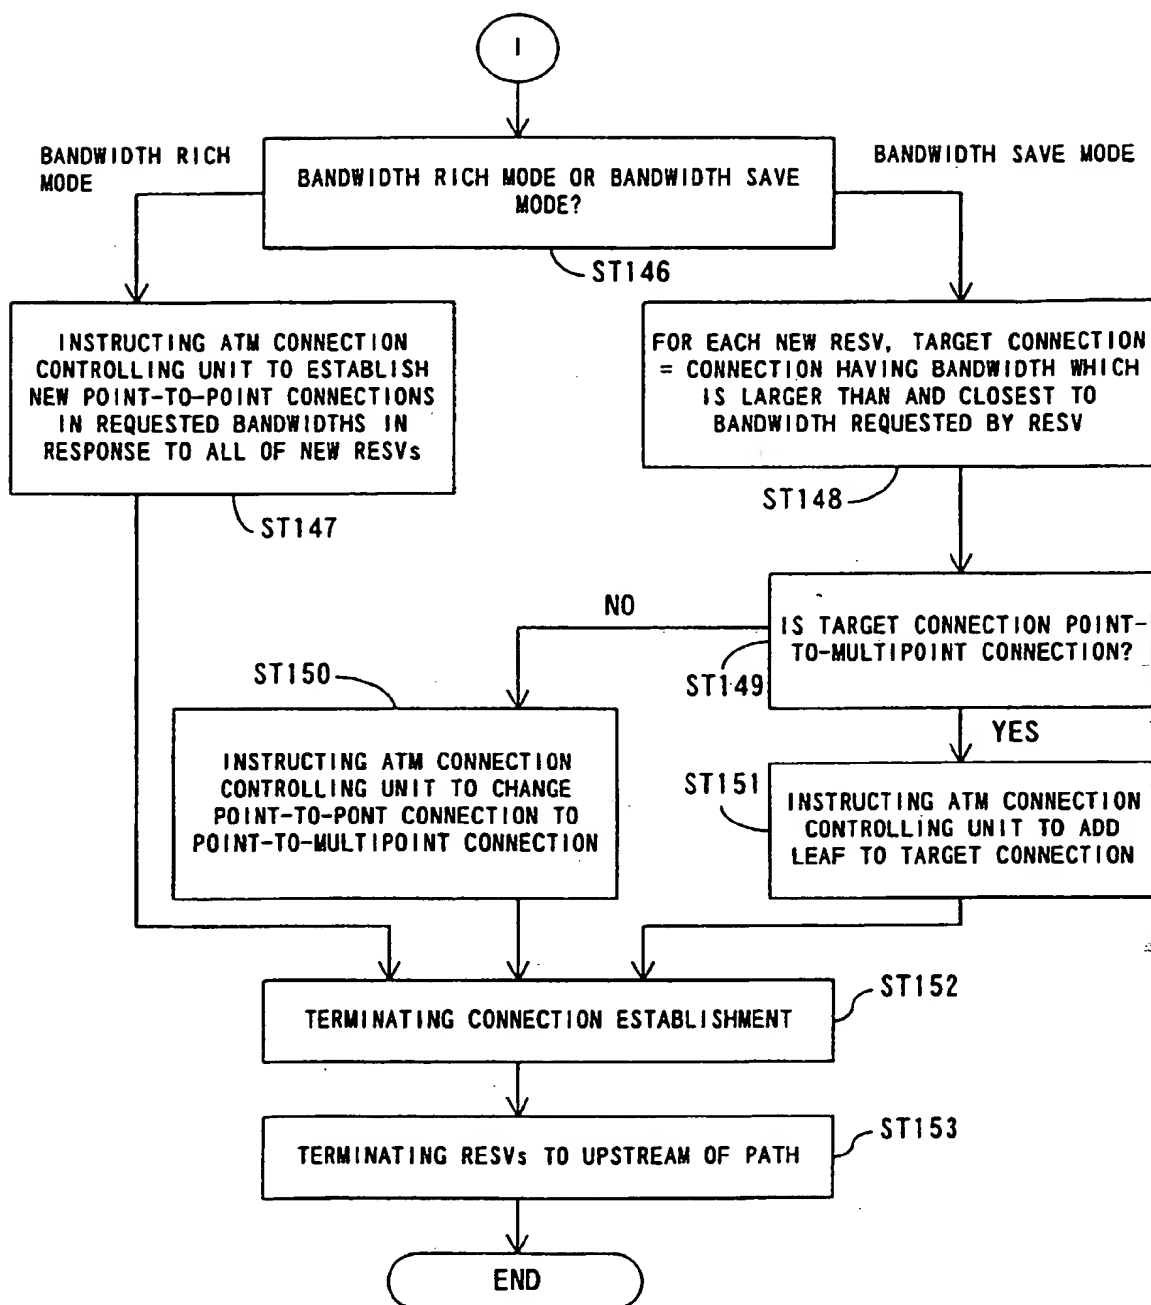 I
BANDWIDTH RICH
MODE
BANDWIDTH RICH MODE OR BANDWIDTH SAVE
MODE?
BANDWIDTH SAVE MODE
ST146
INSTRUCTING ATM CONNECTION
CONTROLLING UNIT TO ESTABLISH
NEW POINT-TO-POINT CONNECTIONS
IN REQUESTED BANDWIDTHS IN
RESPONSE TO ALL OF NEW RESVs
ST147
FOR EACH NEW RESV, TARGET CONNECTION
= CONNECTION HAVING BANDWIDTH WHICH
IS LARGER THAN AND CLOSEST TO
BANDWIDTH REQUESTED BY RESV
ST148
NO
IS TARGET CONNECTION POINT-
TO-MULTIPOINT CONNECTION?
ST149
YES
ST150
INSTRUCTING ATM CONNECTION
CONTROLLING UNIT TO CHANGE
POINT-TO-PONT CONNECTION TO
POINT-TO-MULTIPOINT CONNECTION
ST151
INSTRUCTING ATM CONNECTION
CONTROLLING UNIT TO ADD
LEAF TO TARGET CONNECTION
TERMINATING CONNECTION ESTABLISHMENT
ST152
TERMINATING RESVs TO UPSTREAM OF PATH
ST153
END